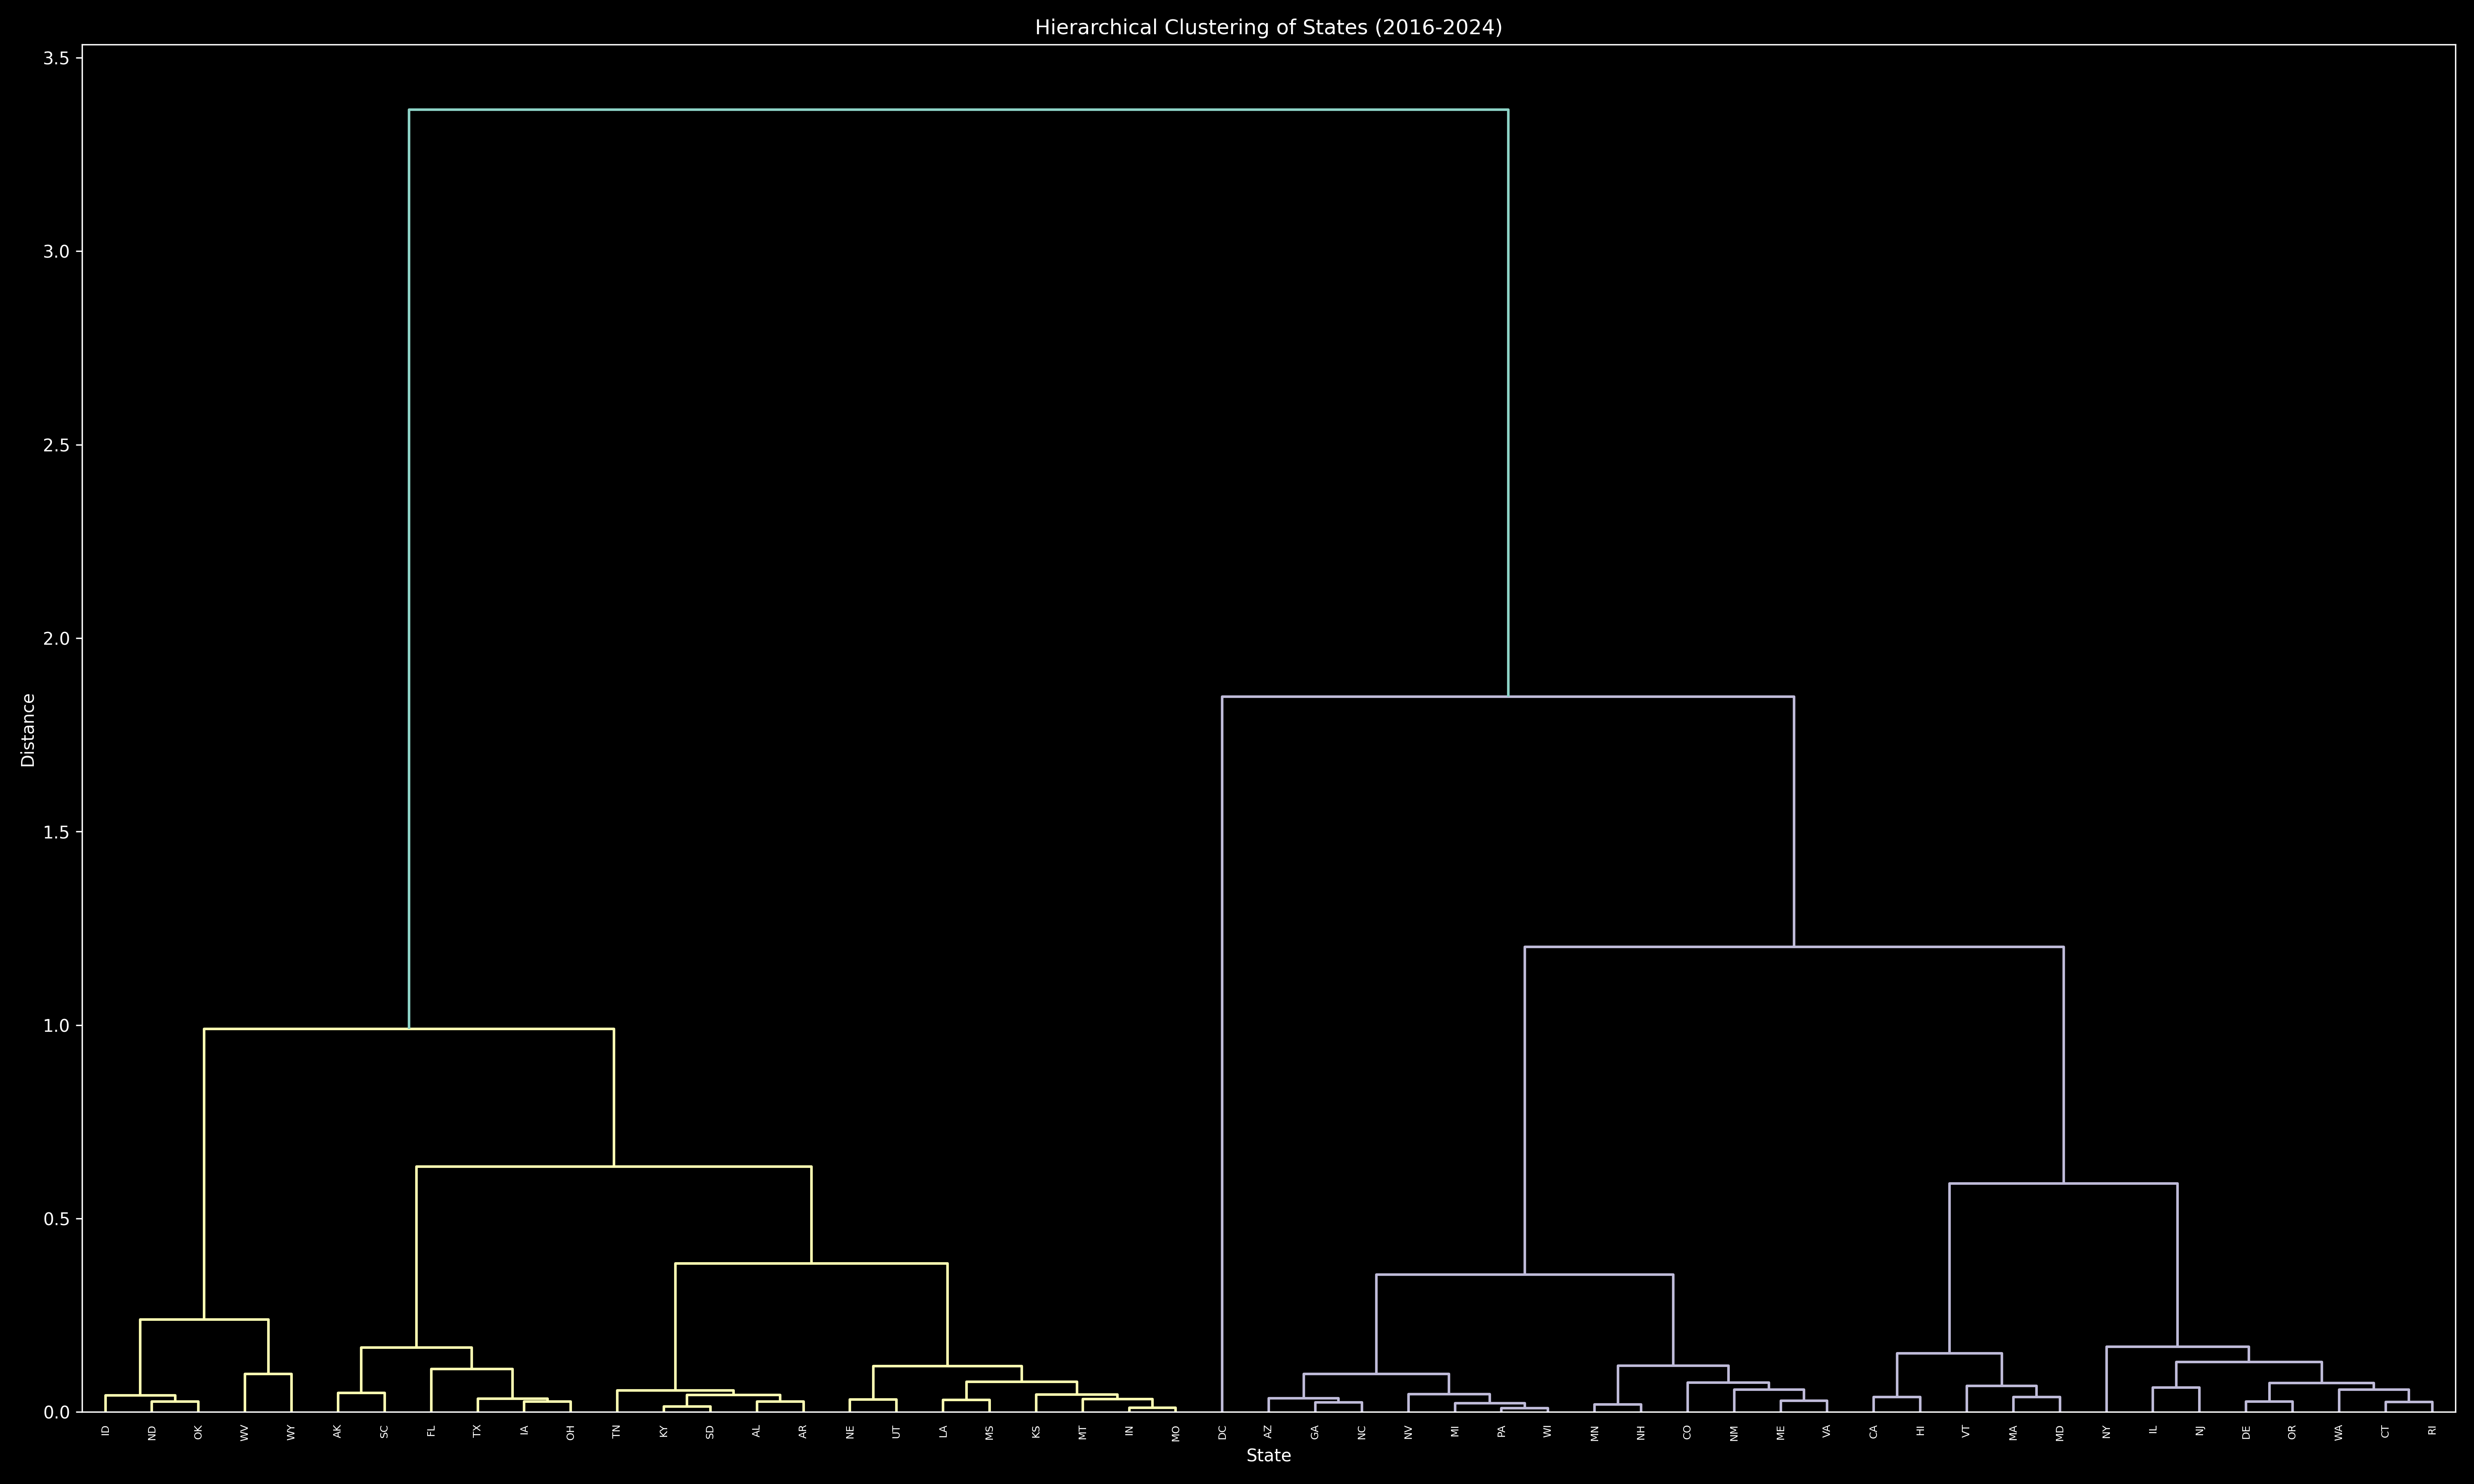 Hierarchical Clustering of States (2016-2024)
3.5
3.0
2.5
2.0
1.5
1.0
0.5
0.0
Distance
ID ND OK WV WY AK SC FL TX IA OH TN KY SD AL AR NE UT LA MS KS MT IN MO DC AZ GA NC NV MI PA WI MN NH CO NM ME VA CA HI VT MA MD NY IL NJ DE OR WA CT RI
State